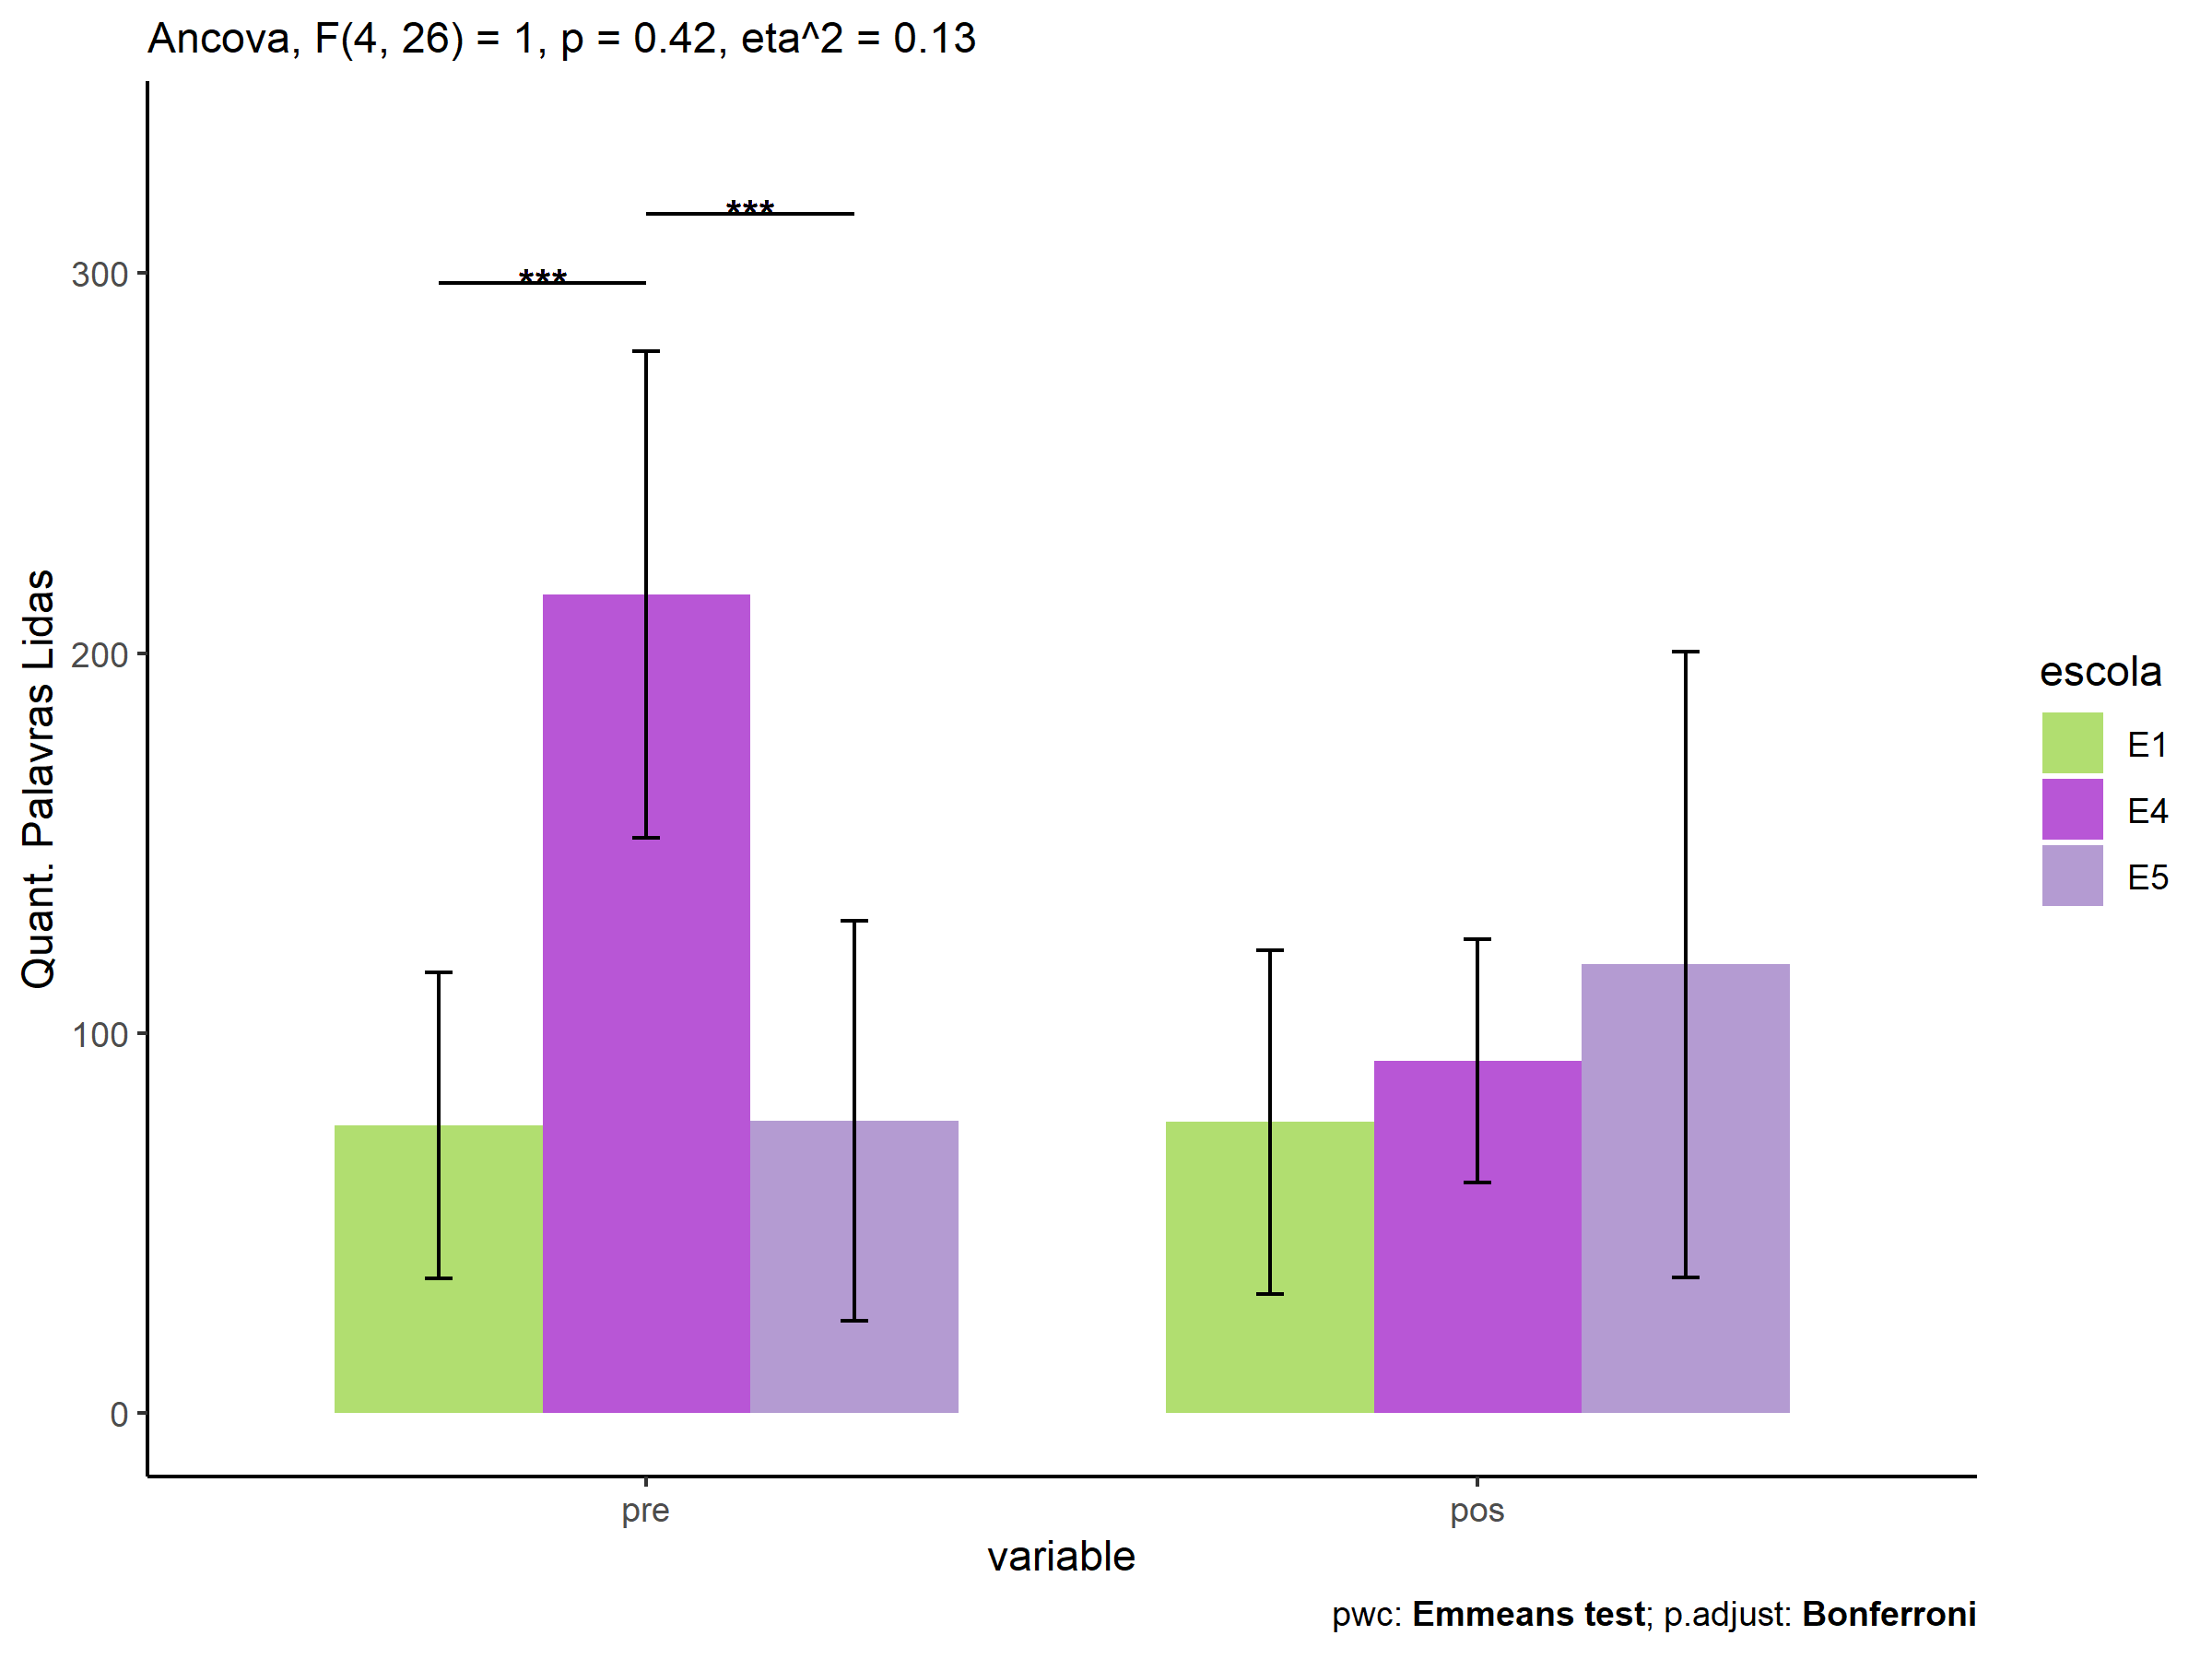 Ancova, F(4, 26) = 1, p = 0.42, eta^2 = 0.13
***
***
300
200
100
0
Quant. Palavras Lidas
pre
pos
variable
escola
E1
E4
E5
pwc: Emmeans test; p.adjust: Bonferroni